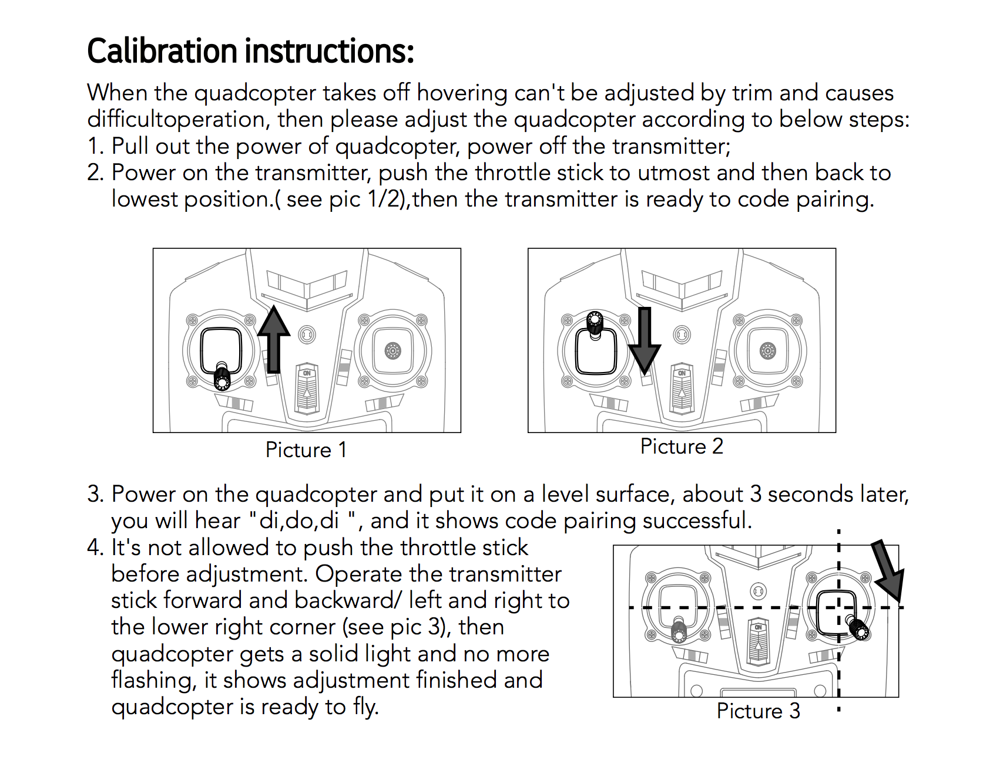 Calibration instructions:
When the quadcopter takes off hovering can't be adjusted by trim and causes
difficultoperation, then please adjust the quadcopter according to below steps:
1. Pull out the power of quadcopter, power off the transmitter;
2. Power on the transmitter, push the throttle stick to utmost and then back to
lowest position.( see pic 1/2),then the transmitter is ready to code pairing.
ON
ON
Picture 1
Picture 2
3. Power on the quadcopter and put it on a level surface, about 3 seconds later,
you will hear "di,do,di ", and it shows code pairing successful.
4. It's not allowed to push the throttle stick
before adjustment. Operate the transmitter
stick forward and backward/ left and right to
the lower right corner (see pic 3), then
quadcopter gets a solid light and no more
flashing, it shows adjustment finished and
quadcopter is ready to fly.
ON
Picture 3